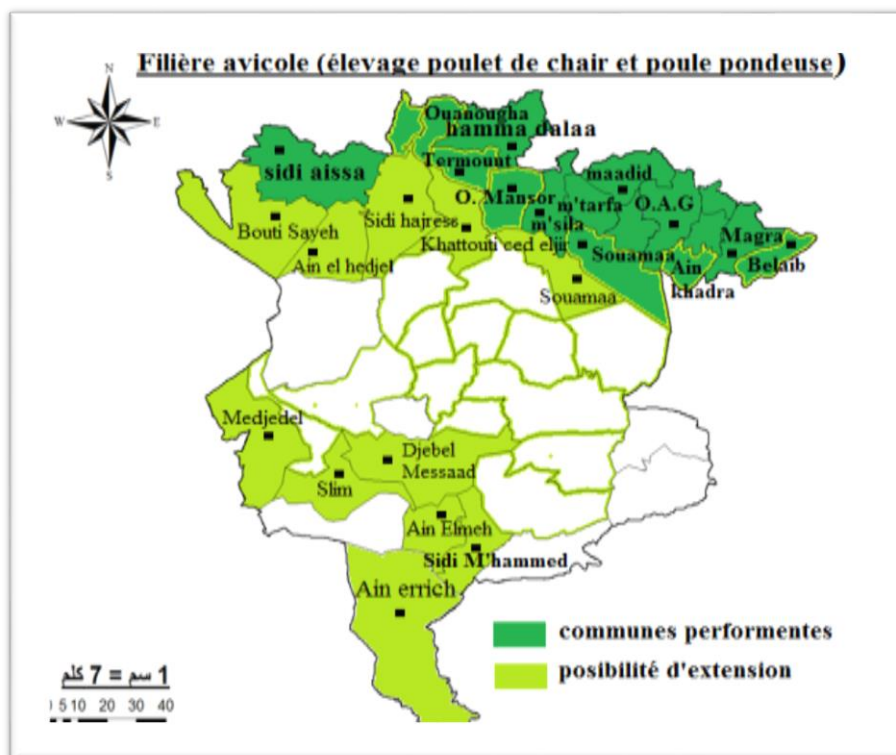 Filière avicole (élevage poulet de chair et poule pondeuse)
N
W
E
S
Ouanougha
hamma dalaa
Termount
sidi aissa
maadid
O. Mansor
m'tarfa
O.A.G
m'sila
Bouti Sayeh
Sidi hajress
Khattouti ced eljir
Magra
Souamaa
Belaib
Ain el hedjel
Ain
khadra
Souamaa
Medjedel
Djebel
Messaad
Slim
Ain Elmeh
Sidi M'hammed
Ain errich
communes performentes
posibilité d'extension
1 سم = 7 كلم
5 10 20 30 40